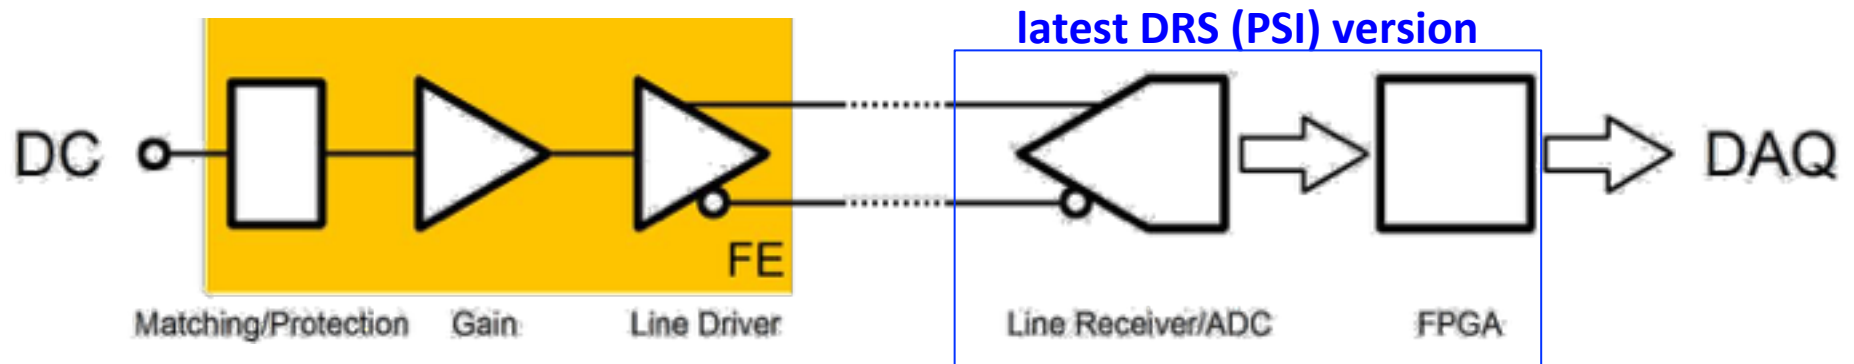 latest DRS (PSI) version
DC
DAQ
FE
Matching/Protection
Gain
Line Driver
Line Receiver/ADC
FPGA